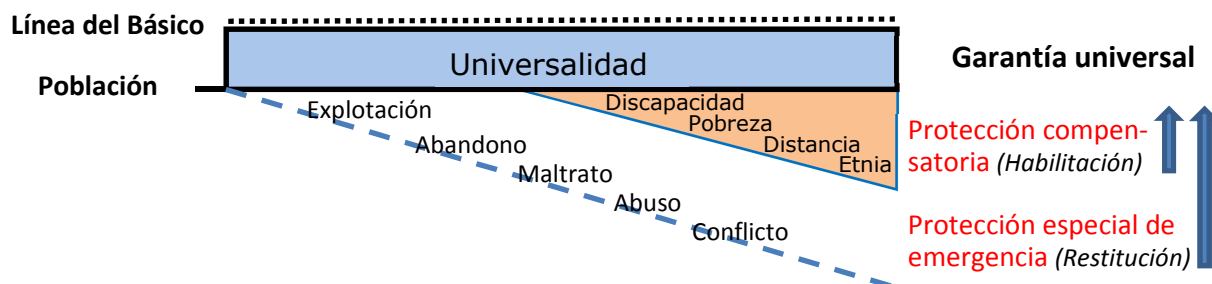 Línea del Básico
Universalidad
Garantía universal
Población
Explotación
Discapacidad
Pobreza
Abandono
Distancia
Etnia
Maltrato
Abuso
Conflicto
Protección compen-
satoria (Habilitación)
Protección especial de
emergencia (Restitución)